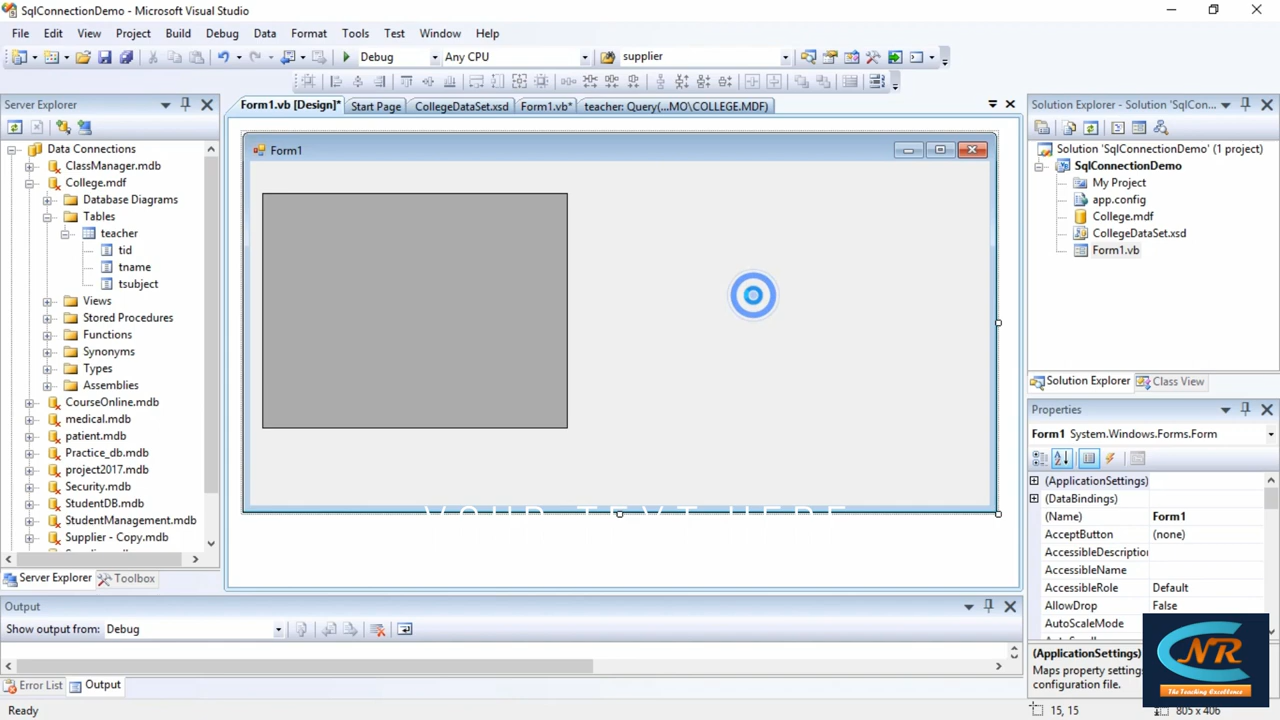 SqlConnectionDemo - Microsoft Visual Studio
File Edit View Project Build Debug Data Format Tools Test Window Help
Debug Any CPU supplier
Server Explorer
Form1.vb [Design]* Start Page CollegeDataSet.xsd Form1.vb* teacher: Query(...MO\COLLEGE.MDF)
Solution Explorer - Solution 'SqlCon...
Data Connections
ClassManager.mdb
College.mdf
Database Diagrams
Tables
teacher
tid
tname
tsubject
Views
Stored Procedures
Functions
Synonyms
Types
Assemblies
CourseOnline.mdb
medical.mdb
patient.mdb
Practice_db.mdb
project2017.mdb
Security.mdb
StudentDB.mdb
StudentManagement.mdb
Supplier - Copy.mdb
Server Explorer Toolbox
Form1
YOUR TEXT HERE
Solution 'SqlConnectionDemo' (1 project)
SqlConnectionDemo
My Project
app.config
College.mdf
CollegeDataSet.xsd
Form1.vb
Solution Explorer Class View
Properties
Form1 System.Windows.Forms.Form
(ApplicationSettings)
(DataBindings)
(Name) Form1
AcceptButton (none)
AccessibleDescription
AccessibleName
AccessibleRole Default
AllowDrop False
AutoScaleMode
(ApplicationSettings)
Maps property settings
configuration file.
NR
The Teaching Excellence
Output
Show output from: Debug
Error List Output
Ready 15, 15 805 x 406